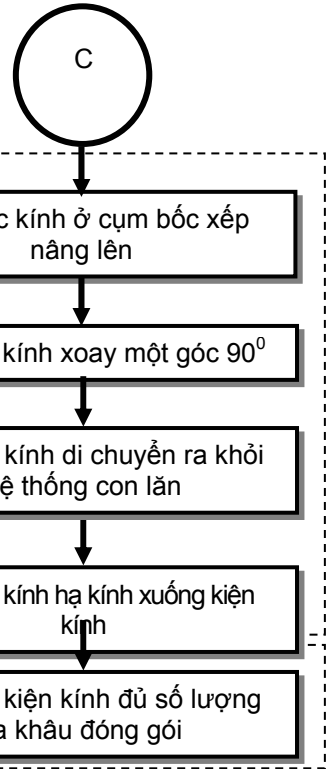 C
kính ở cụm bốc xếp
nâng lên
kính xoay một góc 90⁰
kính di chuyển ra khỏi
thống con lăn
kính hạ kính xuống kiện
kính
kiện kính đủ số lượng
khâu đóng gói